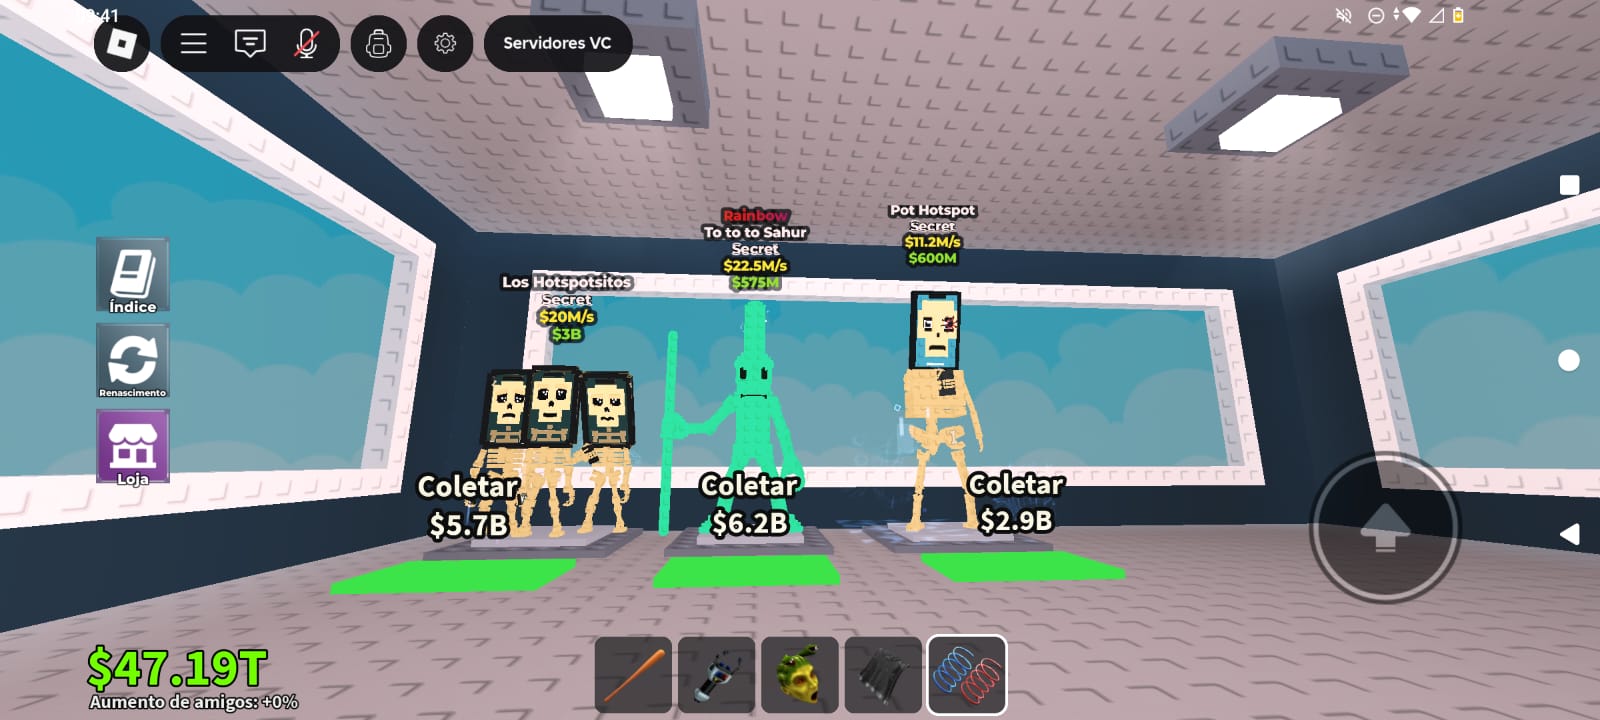 Servidores VC
Índice
Renascimento
Loja
Los Hotspotsitos
Secret
$20M/s
$3B
Rainbow
To to to Sahur
Secret
$22.5M/s
$575M
Pot Hotspot
Secret
$11.2M/s
$600M
Coletar
$5.7B
Coletar
$6.2B
Coletar
$2.9B
$47.19T
Aumento de amigos: +0%